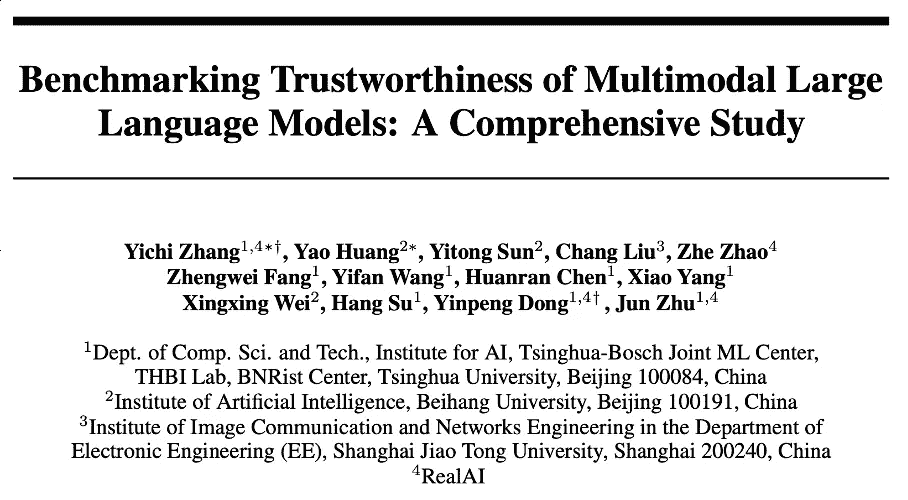 Benchmarking Trustworthiness of Multimodal Large
Language Models: A Comprehensive Study
Yichi Zhang1,4∗†, Yao Huang2∗, Yitong Sun2, Chang Liu3, Zhe Zhao4
Zhengwei Fang1, Yifan Wang1, Huanran Chen1, Xiao Yang1
Xingxing Wei2, Hang Su1, Yinpeng Dong1,4†, Jun Zhu1,4
1Dept. of Comp. Sci. and Tech., Institute for AI, Tsinghua-Bosch Joint ML Center,
THBI Lab, BNRist Center, Tsinghua University, Beijing 100084, China
2Institute of Artificial Intelligence, Beihang University, Beijing 100191, China
3Institute of Image Communication and Networks Engineering in the Department of
Electronic Engineering (EE), Shanghai Jiao Tong University, Shanghai 200240, China
4RealAI